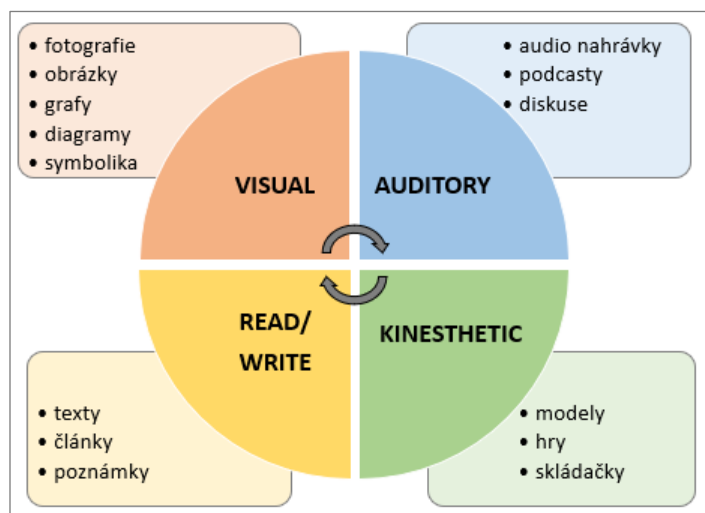 • fotografie
• obrázky
• grafy
• diagramy
• symbolika
VISUAL
• audio nahrávky
• podcasty
• diskuse
AUDITORY
READ/
WRITE
• texty
• články
• poznámky
KINESTHETIC
• modely
• hry
• skládačky